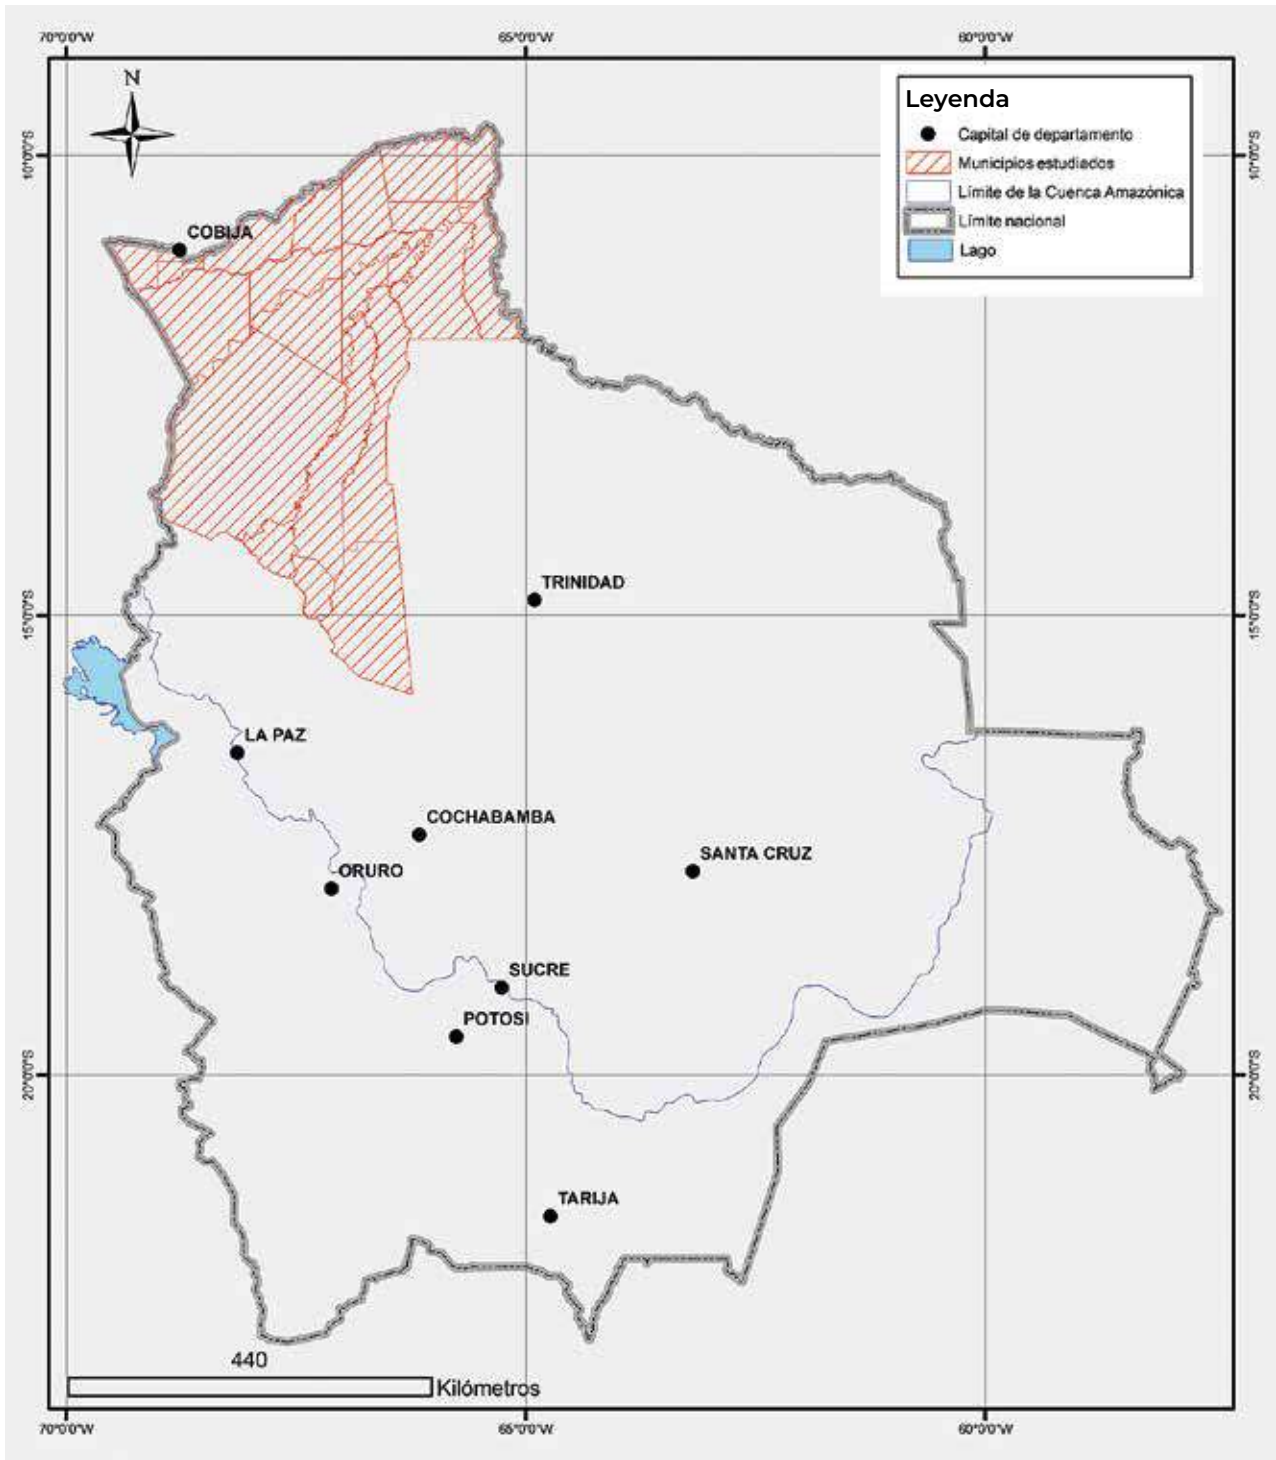 70°0'0"W 65°0'0"W 60°0'0"W
N
Leyenda
Capital de departamento
Municipios estudiados
Límite de la Cuenca Amazónica
Límite nacional
Lago
10°0'0"S 10°0'0"S
COBIJA
TRINIDAD
15°0'0"S 15°0'0"S
LA PAZ
COCHABAMBA
SANTA CRUZ
ORURO
SUCRE
POTOSI
20°0'0"S 20°0'0"S
TARIJA
440
Kilómetros
70°0'0"W 65°0'0"W 60°0'0"W